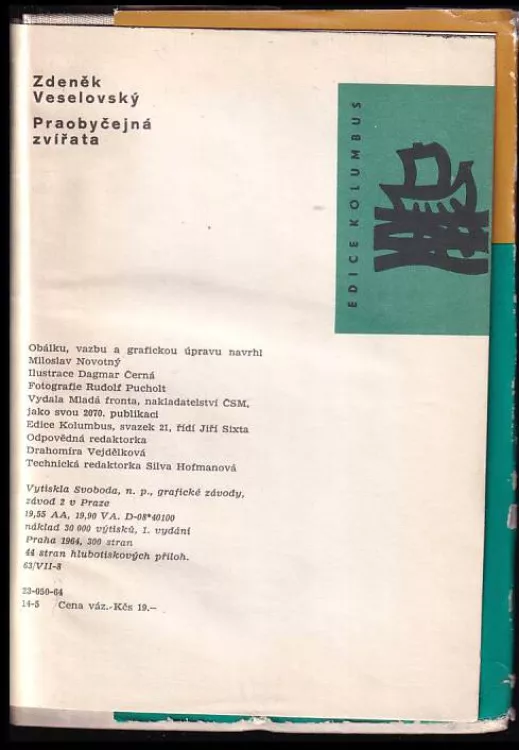 Zdeněk
Veselovský
Praobyčejná
zvířata
EDICE KOLUMBUS
Obálku, vazbu a grafickou úpravu navrhl
Miloslav Novotný
Ilustrace Dagmar Černá
Fotografie Rudolf Pucholt
Vydala Mladá fronta, nakladatelství ČSM,
jako svou 2070. publikaci
Edice Kolumbus, svazek 21, řídí Jiří Sixta
Odpovědná redaktorka
Drahomíra Vejdělková
Technická redaktorka Silva Hofmanová
Vytiskla Svoboda, n. p., grafické závody,
závod 2 v Praze
19,55 AA, 19,90 VA. D-08*40100
náklad 30 000 výtisků, 1. vydání
Praha 1964, 300 stran
44 stran hlubotiskových příloh.
63/VII-8
23-050-64
14-5 Cena váz.-Kčs 19.—